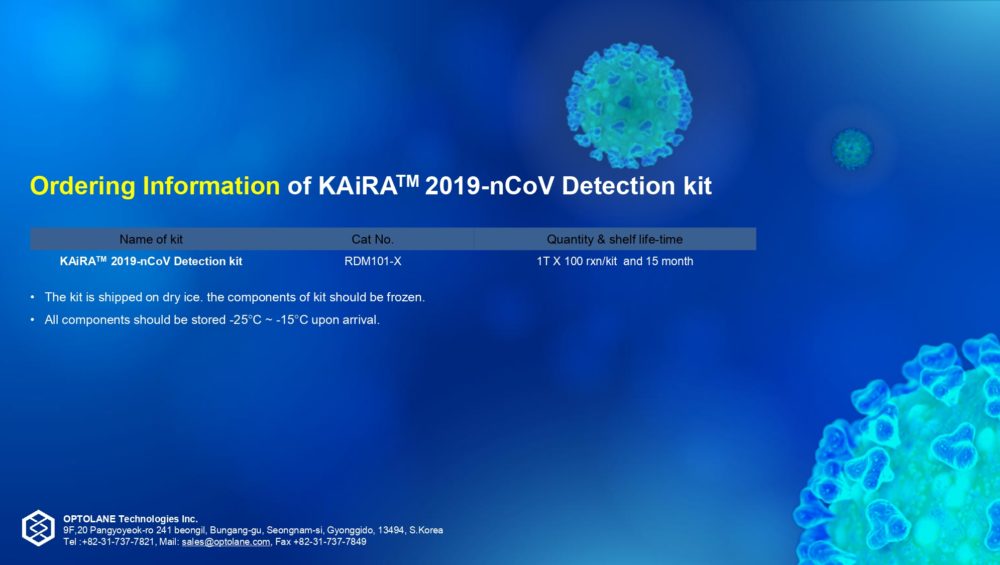 Ordering Information of KAiRA™ 2019-nCoV Detection kit
Name of kit Cat No. Quantity & shelf life-time
KAiRA™ 2019-nCoV Detection kit RDM101-X 1T X 100 rxn/kit and 15 month
• The kit is shipped on dry ice. the components of kit should be frozen.
• All components should be stored -25°C ~ -15°C upon arrival.
OPTOLANE Technologies Inc.
9F,20 Pangyoyeok-ro 241 beongil, Bungang-gu, Seongnam-si, Gyonggido, 13494, S.Korea
Tel :+82-31-737-7821, Mail: sales@optolane.com, Fax +82-31-737-7849